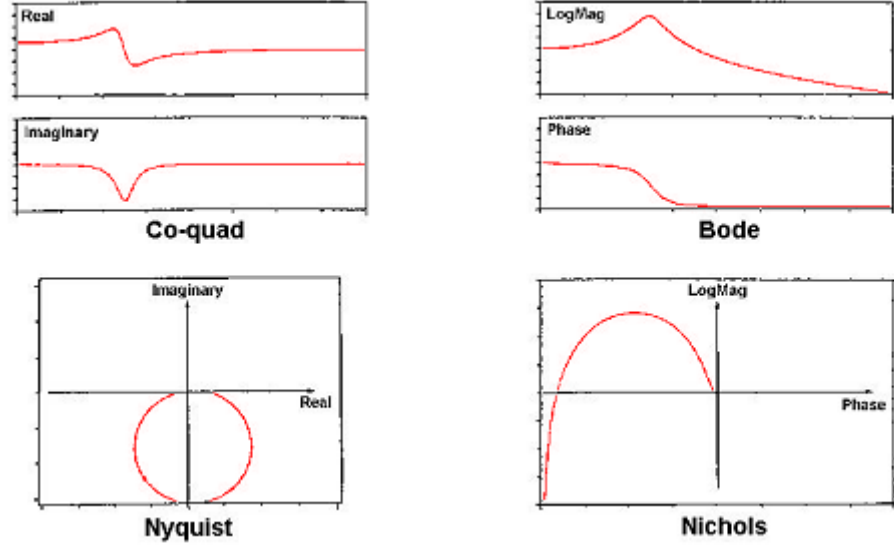 Real
Imaginary
Co-quad
LogMag
Phase
Bode
Imaginary
Real
Nyquist
LogMag
Phase
Nichols